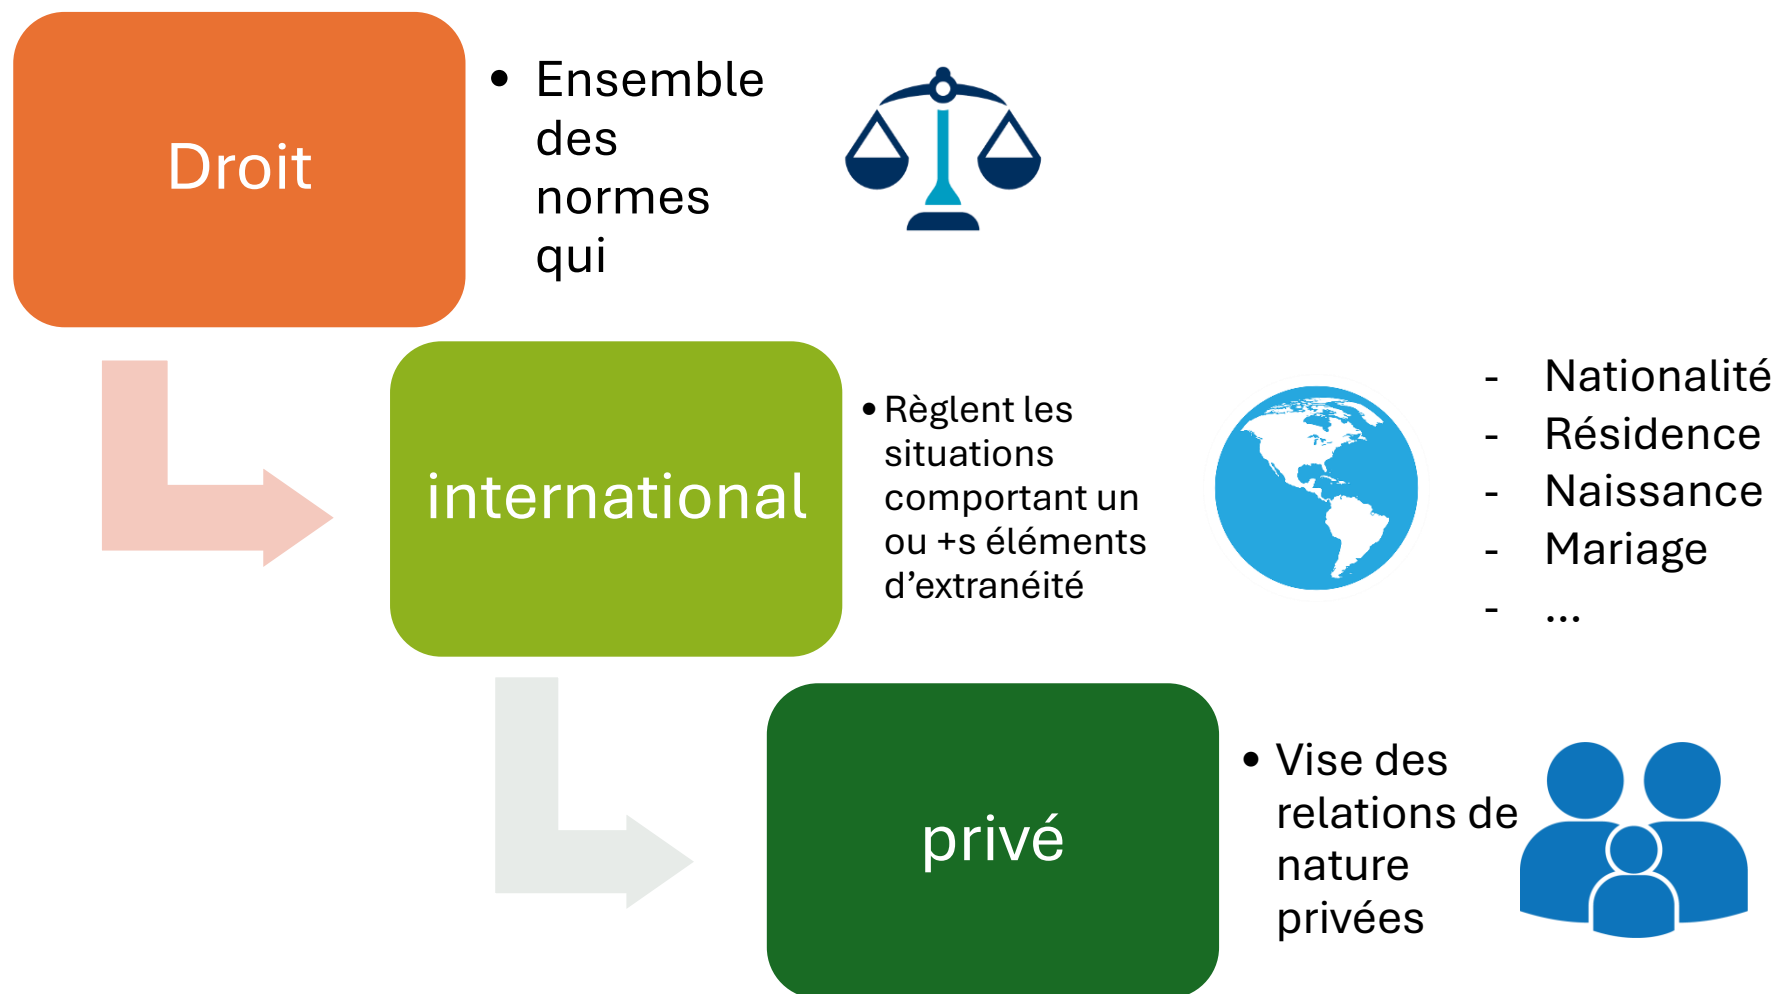 Droit
• Ensemble
des
normes
qui
international
• Règlent les
situations
comportant un
ou +s éléments
d’extranéité
- Nationalité
- Résidence
- Naissance
- Mariage
- ...
privé
• Vise des
relations de
nature
privées